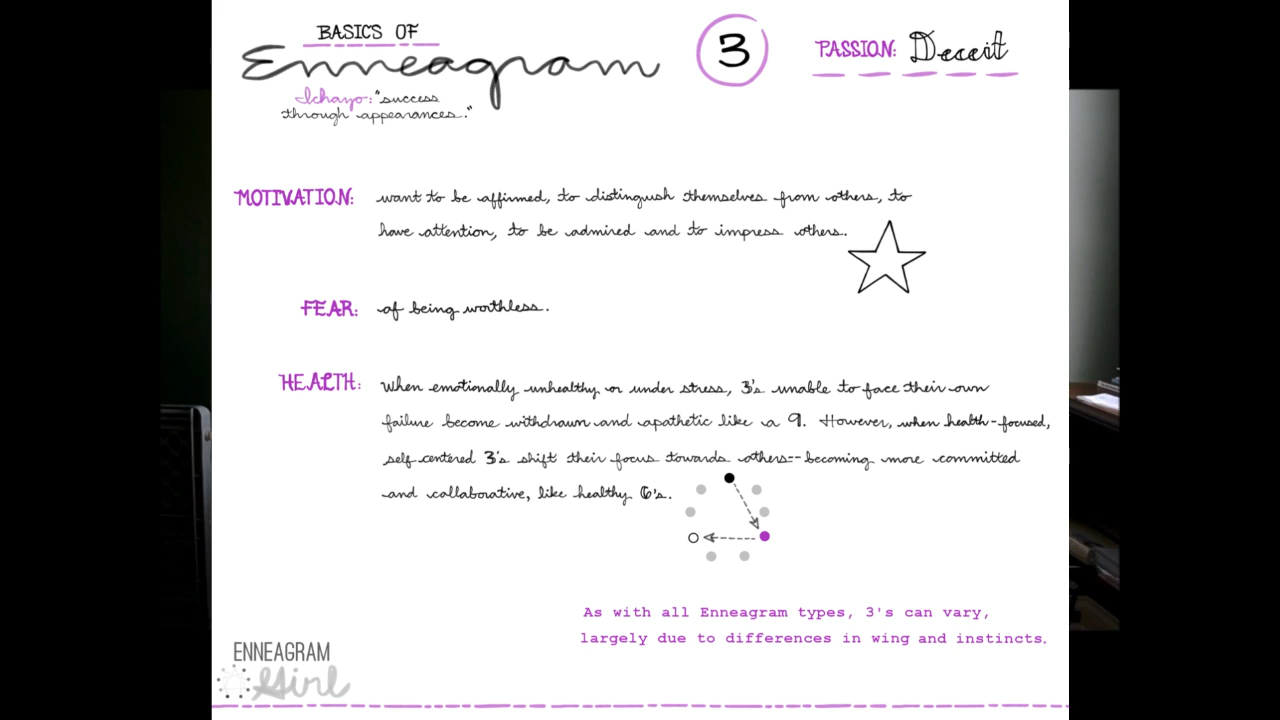 BASICS OF
Enneagram
3
PASSION: Deceit
Ichazo: "success
through appearances."
MOTIVATION: want to be affirmed, to distinguish themselves from others, to
have attention, to be admired and to impress others.
FEAR: of being worthless.
HEALTH: When emotionally unhealthy or under stress, 3's unable to face their own
failure become withdrawn and apathetic like a 9. However, when health-focused,
self centered 3's shift their focus towards others--becoming more committed
and collaborative, like healthy 6's.
As with all Enneagram types, 3's can vary,
largely due to differences in wing and instincts.
ENNEAGRAM
Girl